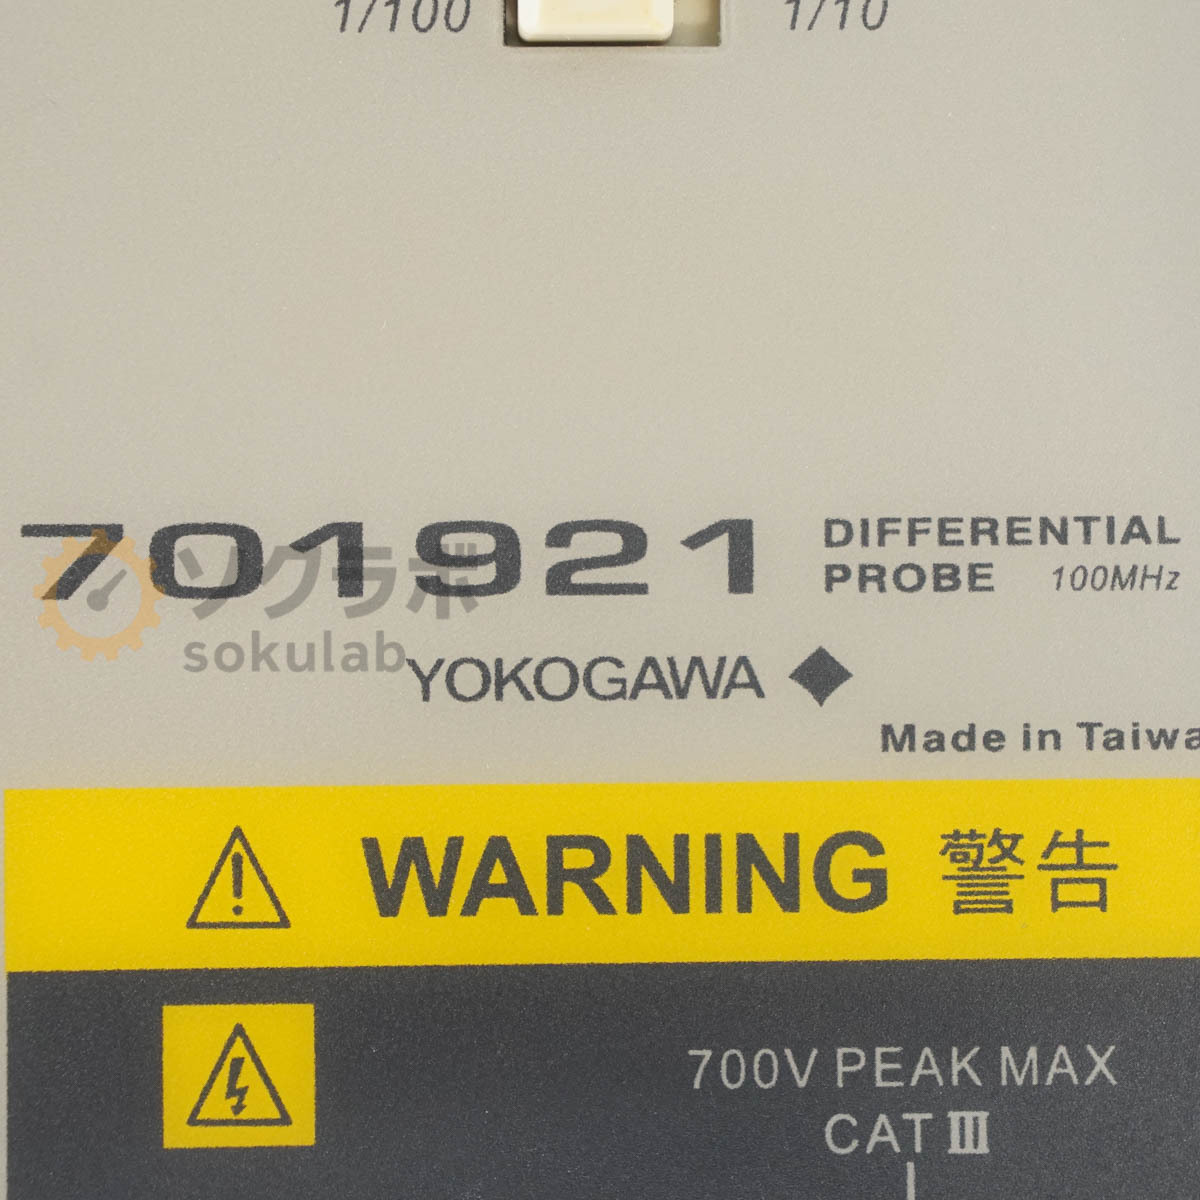 1/100 1/10
701921 DIFFERENTIAL
PROBE 100MHz
ソクラボ
sokulab
YOKOGAWA
Made in Taiwa
WARNING 警告
700V PEAK MAX
CAT III